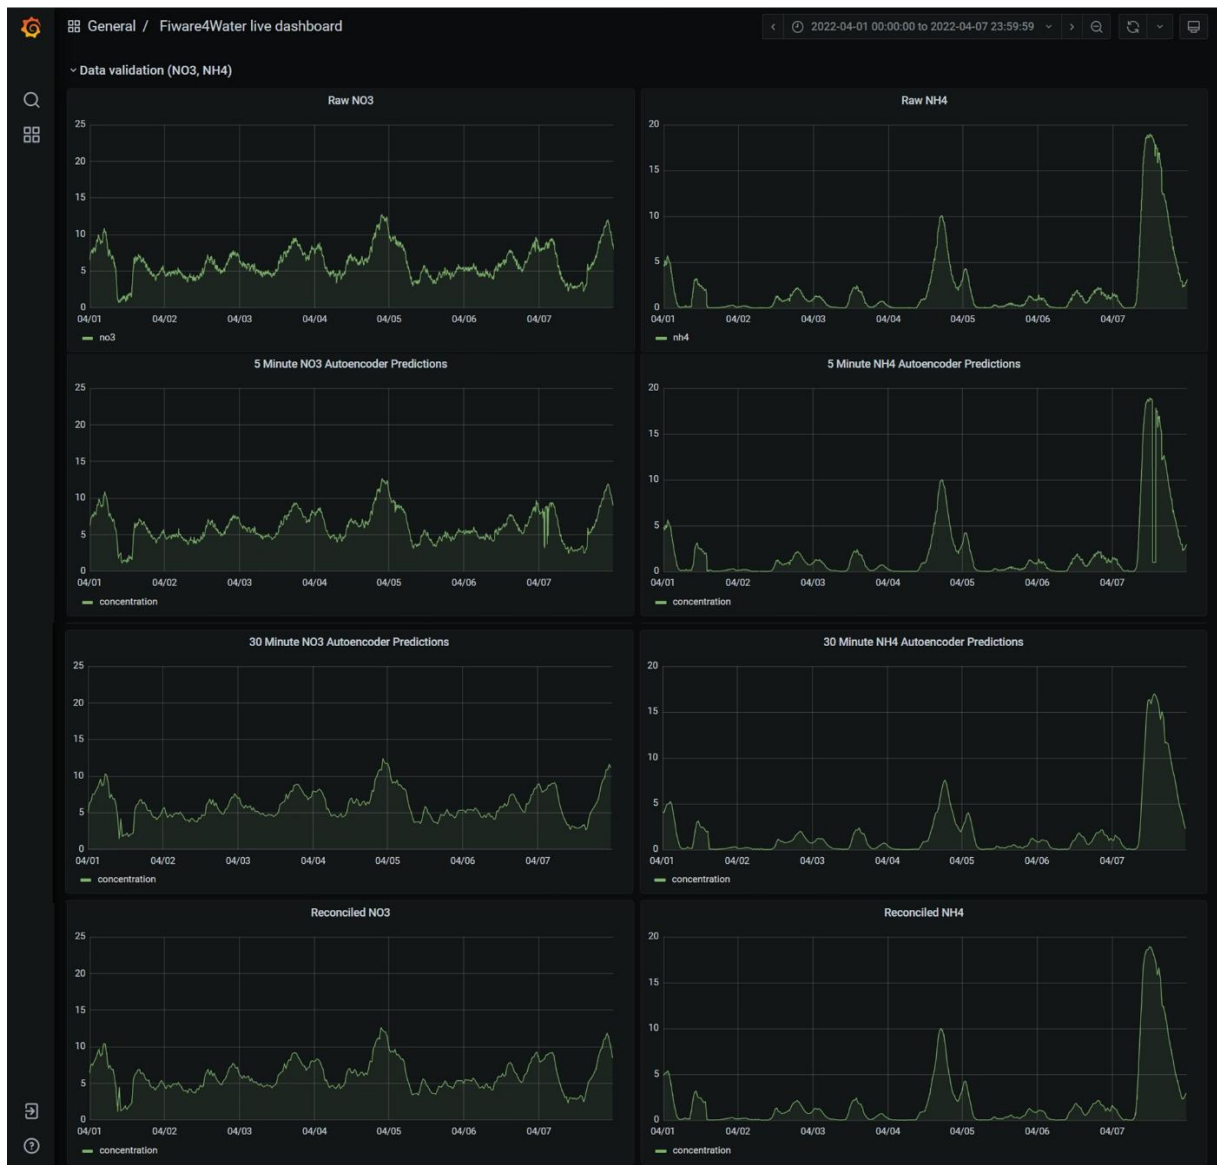 General / Fiware4Water live dashboard
2022-04-01 00:00:00 to 2022-04-07 23:59:59
Data validation (NO3, NH4)
Raw NO3
25
20
15
10
5
0
04/01 04/02 04/03 04/04 04/05 04/06 04/07
no3
Raw NH4
20
15
10
5
0
04/01 04/02 04/03 04/04 04/05 04/06 04/07
nh4
5 Minute NO3 Autoencoder Predictions
25
20
15
10
5
0
04/01 04/02 04/03 04/04 04/05 04/06 04/07
concentration
5 Minute NH4 Autoencoder Predictions
20
15
10
5
0
04/01 04/02 04/03 04/04 04/05 04/06 04/07
concentration
30 Minute NO3 Autoencoder Predictions
25
20
15
10
5
0
04/01 04/02 04/03 04/04 04/05 04/06 04/07
concentration
30 Minute NH4 Autoencoder Predictions
20
15
10
5
0
04/01 04/02 04/03 04/04 04/05 04/06 04/07
concentration
Reconciled NO3
25
20
15
10
5
0
04/01 04/02 04/03 04/04 04/05 04/06 04/07
concentration
Reconciled NH4
20
15
10
5
0
04/01 04/02 04/03 04/04 04/05 04/06 04/07
concentration